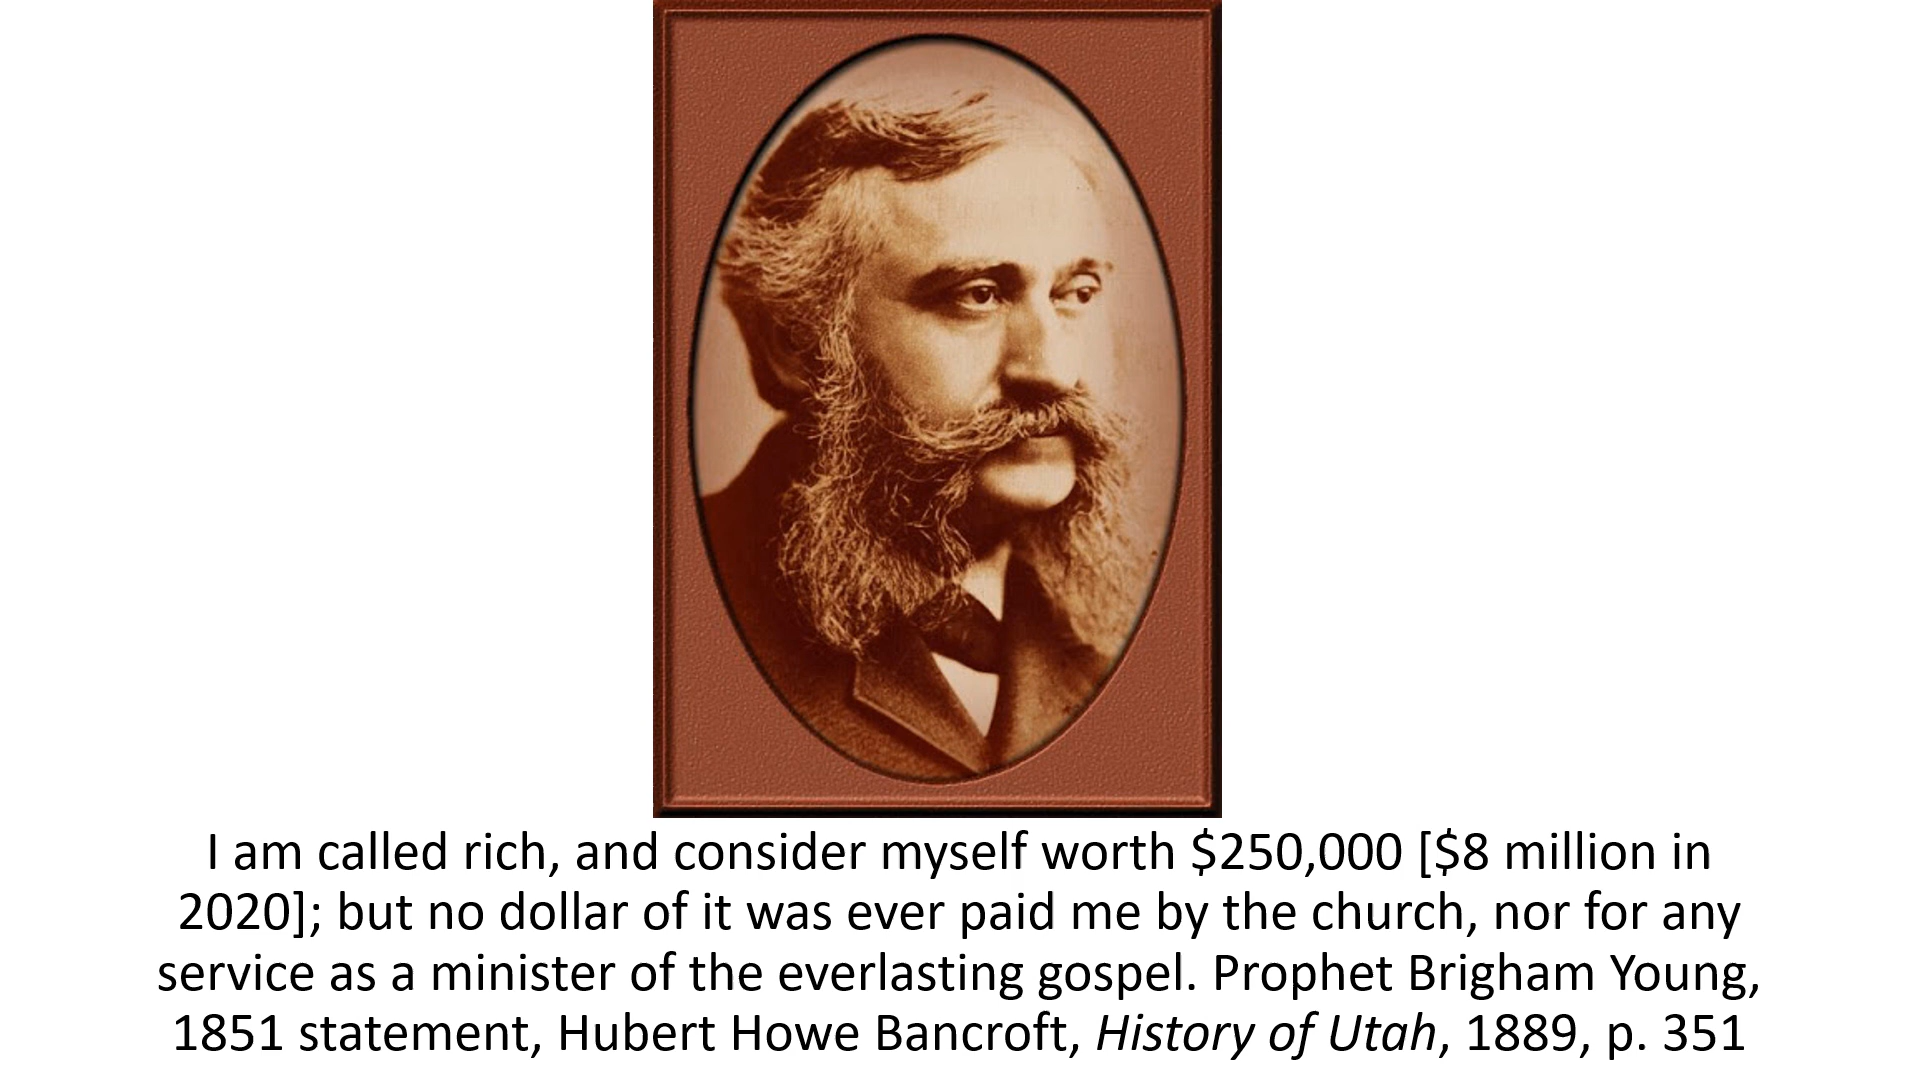 I am called rich, and consider myself worth $250,000 [$8 million in
2020]; but no dollar of it was ever paid me by the church, nor for any
service as a minister of the everlasting gospel. Prophet Brigham Young,
1851 statement, Hubert Howe Bancroft, History of Utah, 1889, p. 351